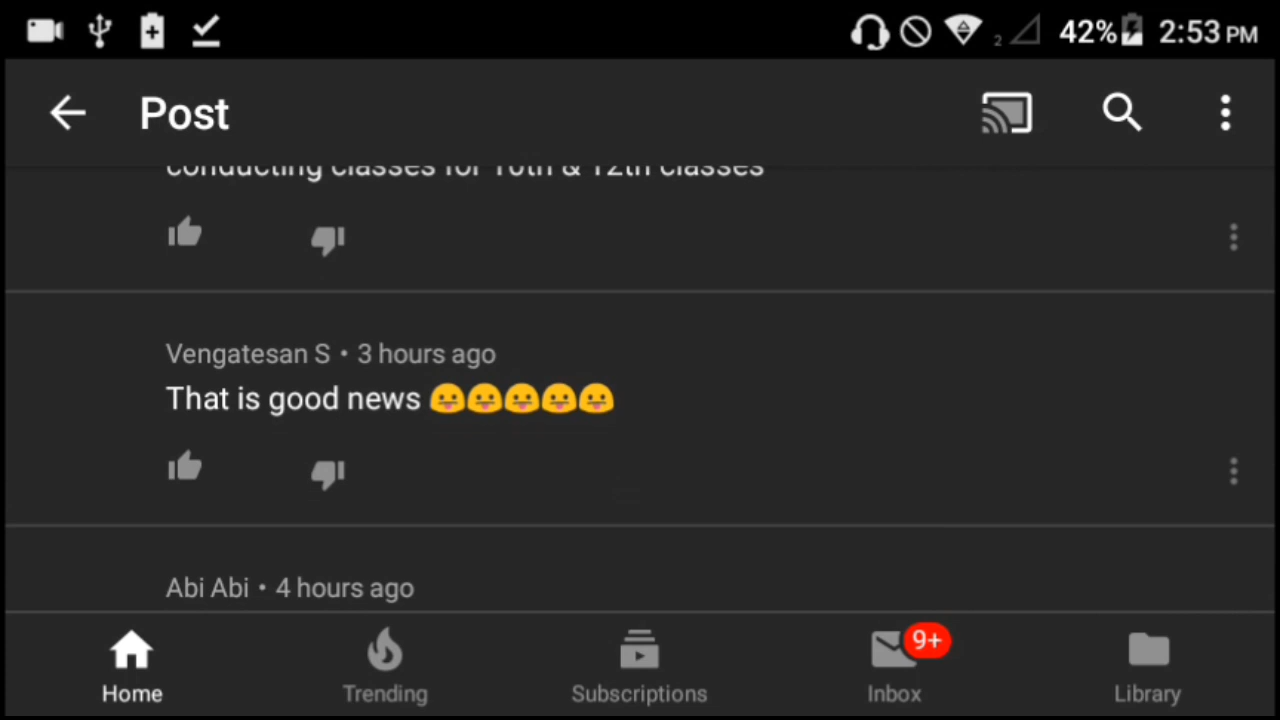 2 42% 2:53 PM
Post
conducting classes for 10th & 12th classes
Vengatesan S • 3 hours ago
That is good news 😛😛😛😛😛
Abi Abi • 4 hours ago
9+
Home Trending Subscriptions Inbox Library